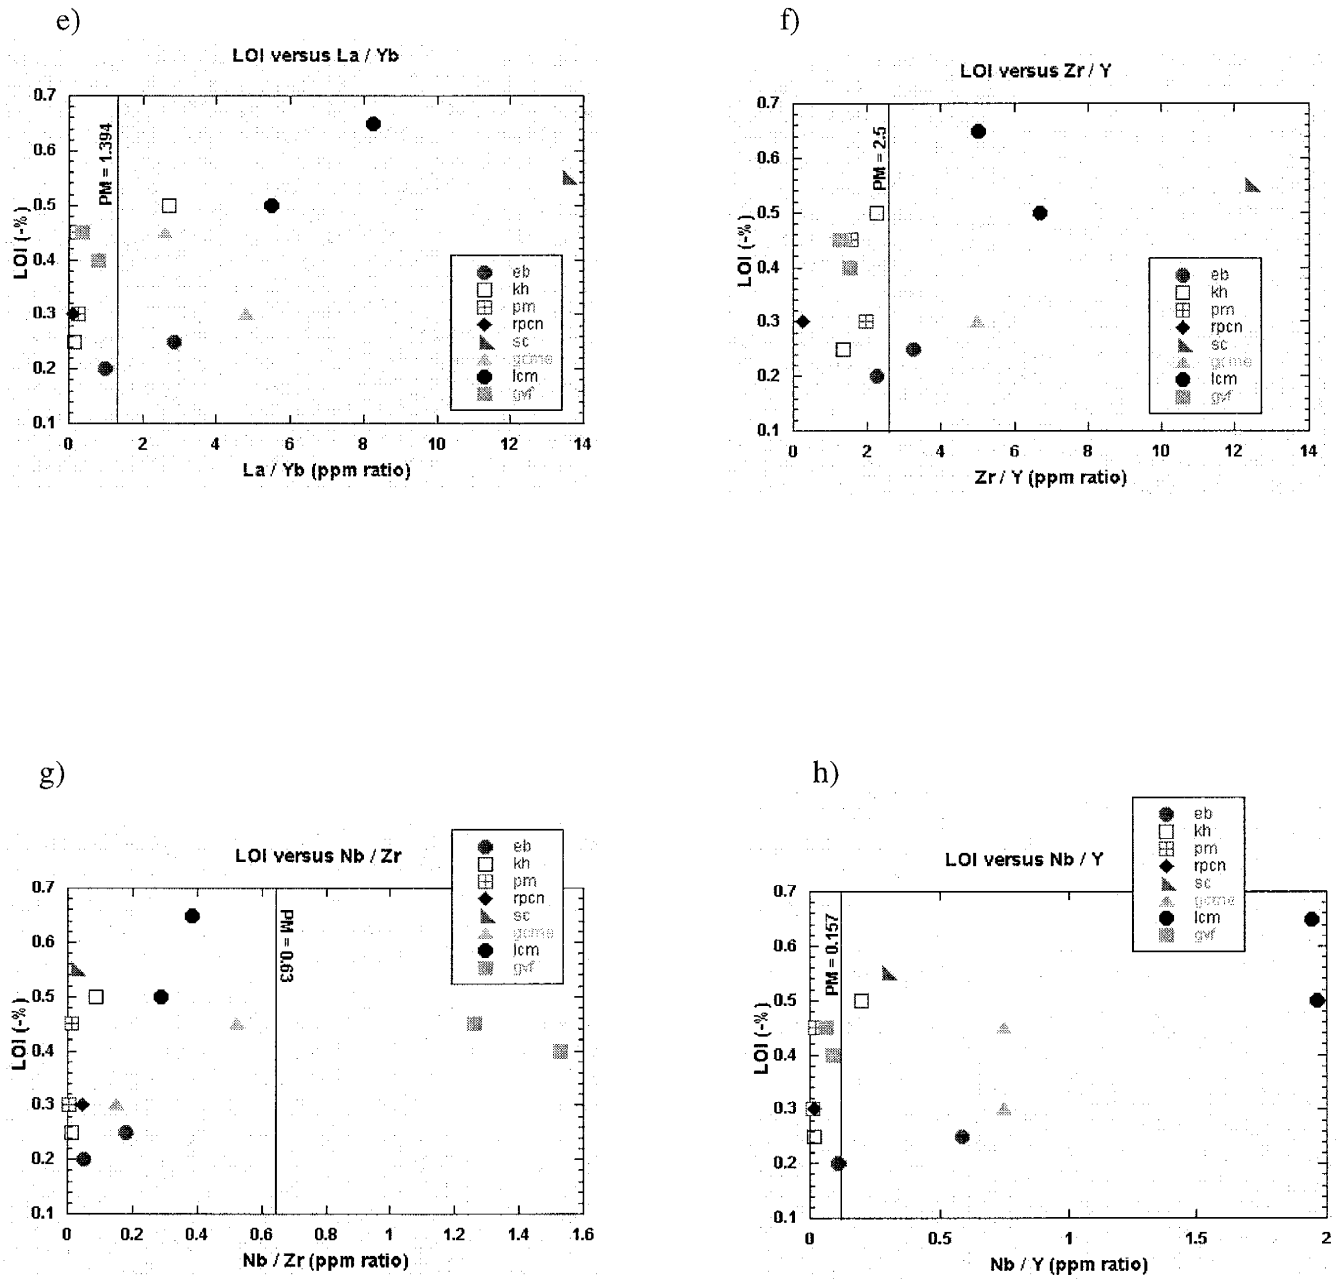 e)
LOI versus La / Yb
0.7
0.6
0.5
0.4
0.3
0.2
0.1
LOI (-%)
PM = 1.394
eb
kh
pm
rpcn
sc
gcme
lcm
gvf
0 2 4 6 8 10 12 14
La / Yb (ppm ratio)
f)
LOI versus Zr / Y
0.7
0.6
0.5
0.4
0.3
0.2
0.1
LOI (-%)
PM = 2.5
eb
kh
pm
rpcn
sc
gcme
lcm
gvf
0 2 4 6 8 10 12 14
Zr / Y (ppm ratio)
g)
LOI versus Nb / Zr
0.7
0.6
0.5
0.4
0.3
0.2
0.1
LOI (-%)
PM = 0.63
eb
kh
pm
rpcn
sc
gcme
lcm
gvf
0 0.2 0.4 0.6 0.8 1 1.2 1.4 1.6
Nb / Zr (ppm ratio)
h)
LOI versus Nb / Y
0.7
0.6
0.5
0.4
0.3
0.2
0.1
LOI (-%)
PM = 0.157
eb
kh
pm
rpcn
sc
gcme
lcm
gvf
0 0.5 1 1.5 2
Nb / Y (ppm ratio)